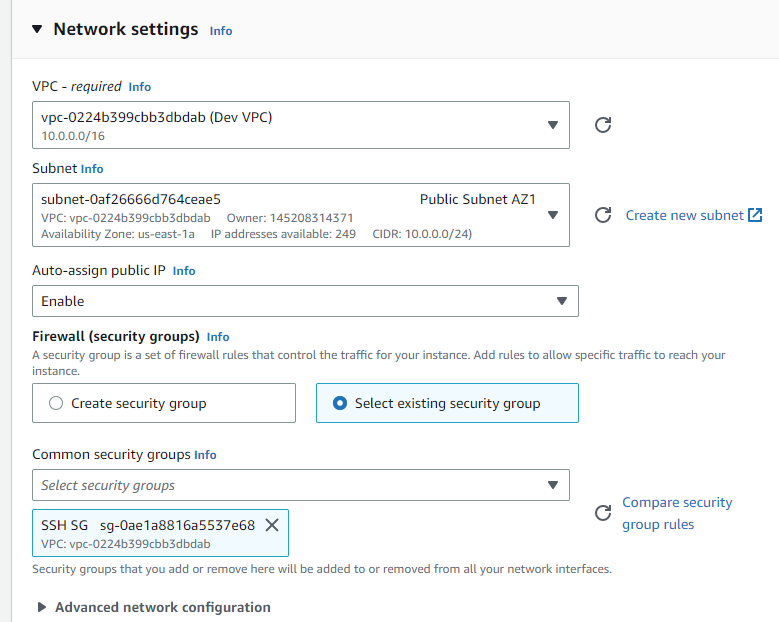 Network settings Info
VPC - required Info
vpc-0224b399cbb3dbdab (Dev VPC)
10.0.0.0/16
Subnet Info
subnet-0af26666d764ceae5 Public Subnet AZ1
VPC: vpc-0224b399cbb3dbdab Owner: 145208314371
Availability Zone: us-east-1a IP addresses available: 249 CIDR: 10.0.0.0/24)
Create new subnet
Auto-assign public IP Info
Enable
Firewall (security groups) Info
A security group is a set of firewall rules that control the traffic for your instance. Add rules to allow specific traffic to reach your
instance.
Create security group
Select existing security group
Common security groups Info
Select security groups
Compare security
group rules
SSH SG sg-0ae1a8816a5537e68
VPC: vpc-0224b399cbb3dbdab
Security groups that you add or remove here will be added to or removed from all your network interfaces.
Advanced network configuration